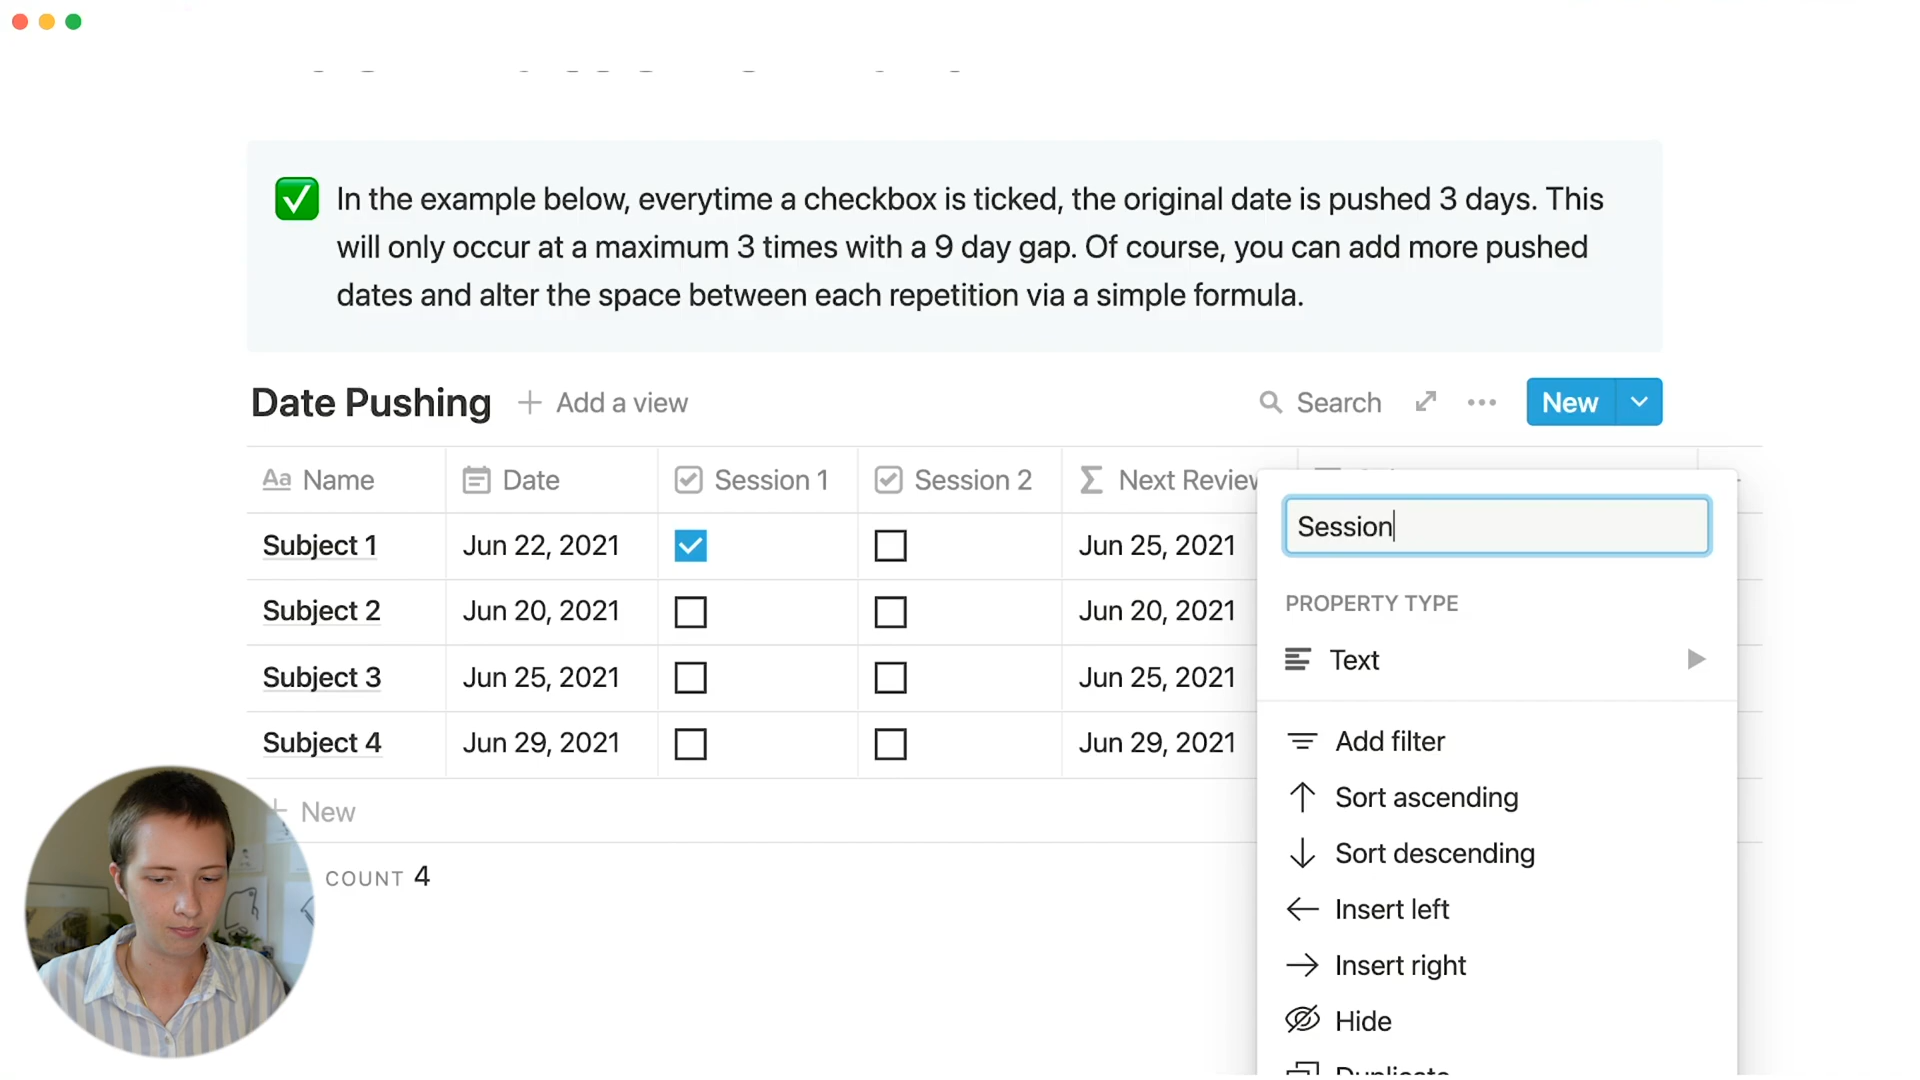 In the example below, everytime a checkbox is ticked, the original date is pushed 3 days. This
will only occur at a maximum 3 times with a 9 day gap. Of course, you can add more pushed
dates and alter the space between each repetition via a simple formula.
Date Pushing + Add a view Search ••• New
Aa Name Date Session 1 Session 2 Σ Next Review
Subject 1 Jun 22, 2021 Jun 25, 2021
Subject 2 Jun 20, 2021 Jun 20, 2021
Subject 3 Jun 25, 2021 Jun 25, 2021
Subject 4 Jun 29, 2021 Jun 29, 2021
+ New
COUNT 4
Session
PROPERTY TYPE
Text
Add filter
Sort ascending
Sort descending
Insert left
Insert right
Hide
Duplicate